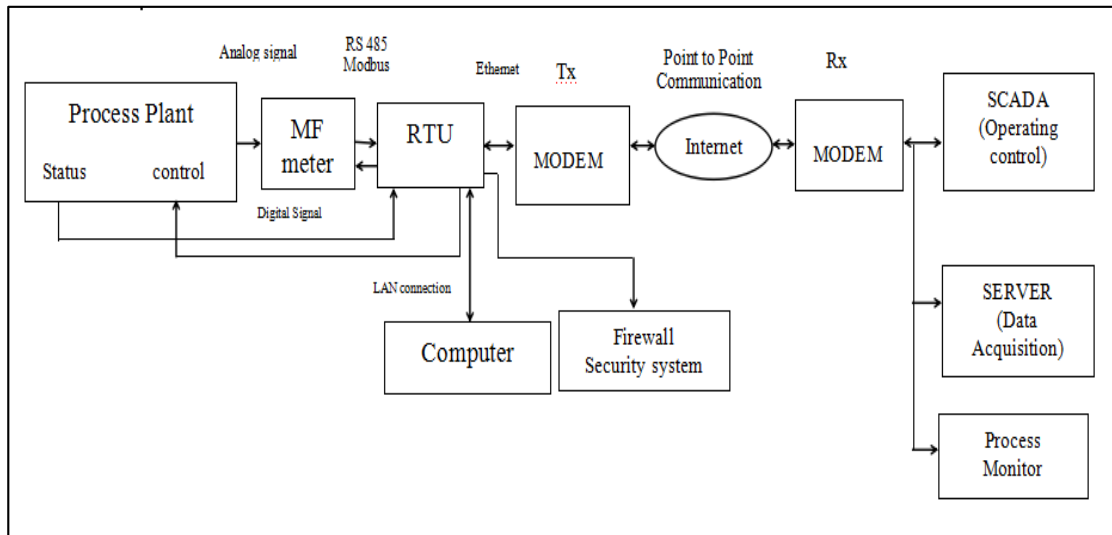 Analog signal
RS 485
Modbus
Ethernet
Tx
Point to Point
Communication
Rx
Process Plant
Status control
MF
meter
RTU
MODEM
Internet
MODEM
SCADA
(Operating
control)
Digital Signal
LAN connection
Computer
Firewall
Security system
SERVER
(Data
Acquisition)
Process
Monitor